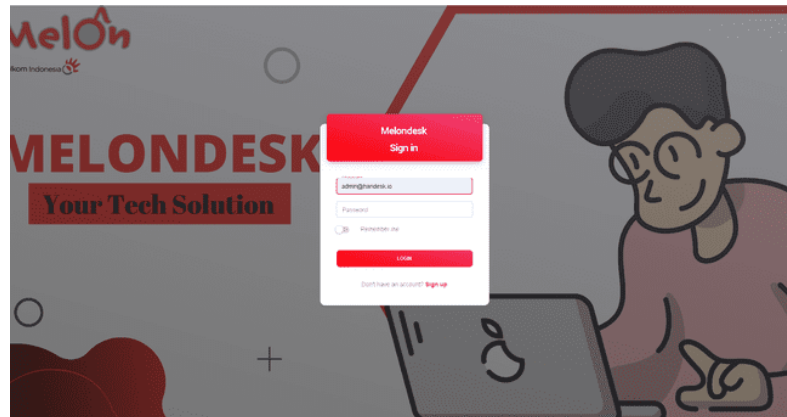 Melon
lkom Indonesia
MELONDESK
Your Tech Solution
Melondesk
Sign in
admin@handesk.io
Password
Remember me
LOGIN
Don't have an account? Sign up